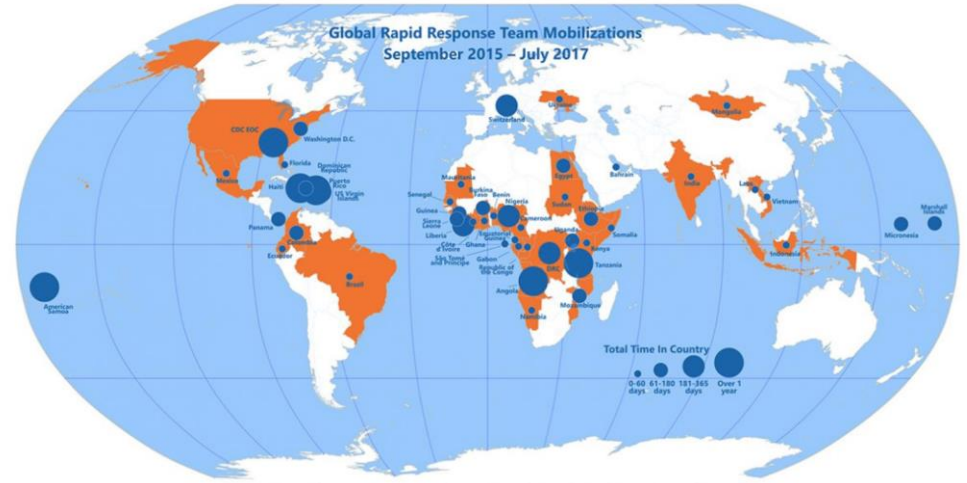 Global Rapid Response Team Mobilizations
September 2015 – July 2017
CDC EOC
Washington D.C.
Florida
Mexico
Dominican
Republic
Haiti
Puerto
Rico
US Virgin
Islands
Panama
Colombia
Ecuador
Brazil
American
Samoa
Switzerland
Ukraine
Mongolia
Mauritania
Senegal
Burkina
Faso
Benin
Nigeria
Guinea
Sierra
Leone
Liberia
Côte
d'Ivoire
Ghana
Cameroon
Equatorial
Guinea
São Tomé
and Principe
Gabon
Republic of
the Congo
DRC
Angola
Namibia
Egypt
Sudan
Ethiopia
Somalia
Uganda
Kenya
Tanzania
Mozambique
Bahrain
India
Laos
Vietnam
Indonesia
Micronesia
Marshall
Islands
Total Time In Country
0-60
days
61-180
days
181-365
days
Over 1
year